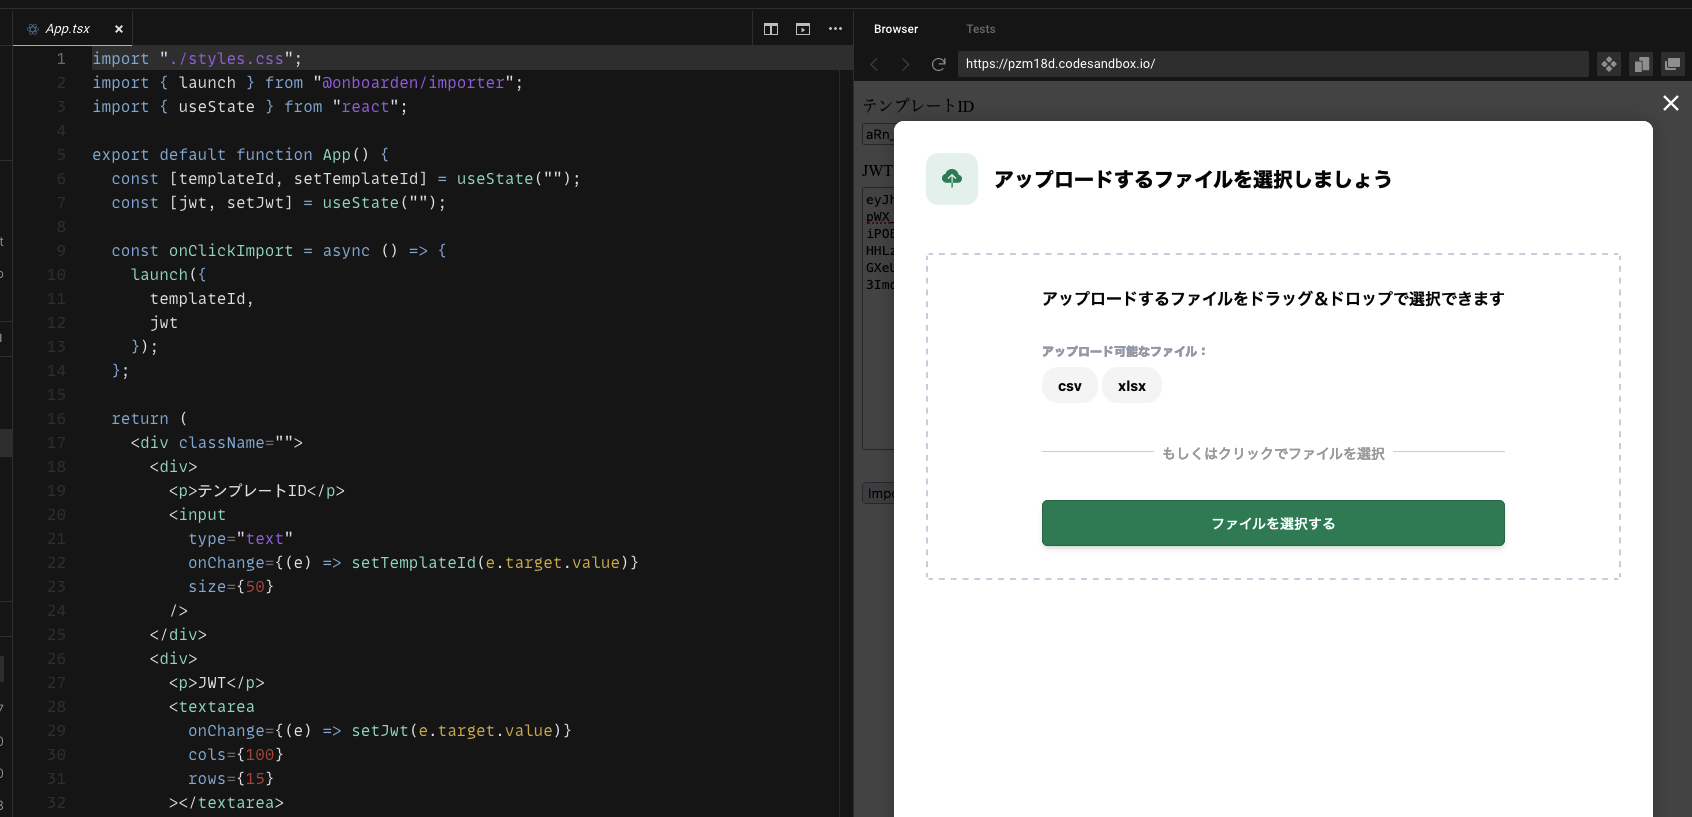 App.tsx
1 import "./styles.css";
2 import { launch } from "@onboarden/importer";
3 import { useState } from "react";
4
5 export default function App() {
6 const [templateId, setTemplateId] = useState("");
7 const [jwt, setJwt] = useState("");
8
9 const onClickImport = async () => {
10 launch({
11 templateId,
12 jwt
13 });
14 };
15
16 return (
17 <div className="">
18 <div>
19 <p>テンプレートID</p>
20 <input
21 type="text"
22 onChange={(e) => setTemplateId(e.target.value)}
23 size={50}
24 />
25 </div>
26 <div>
27 <p>JWT</p>
28 <textarea
29 onChange={(e) => setJwt(e.target.value)}
30 cols={100}
31 rows={15}
32 ></textarea>
Browser Tests
https://pzm18d.codesandbox.io/
テンプレートID
aRn_
JWT
pWX_
iPOE
HHLz
GXeU
3Imc
Impo
アップロードするファイルを選択しましょう
アップロードするファイルをドラッグ＆ドロップで選択できます
アップロード可能なファイル：
csv xlsx
もしくはクリックでファイルを選択
ファイルを選択する